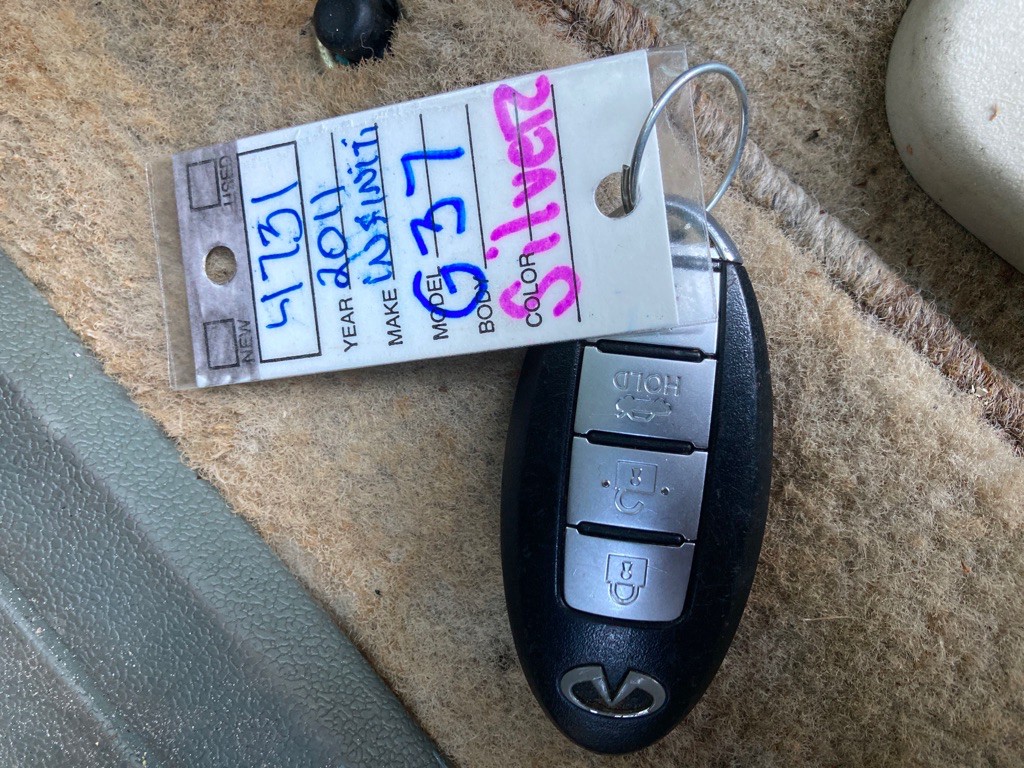 USED
NEW
4731
YEAR 2011
MAKE INFINITI
MODEL G37
BODY
COLOR Silver
HOLD